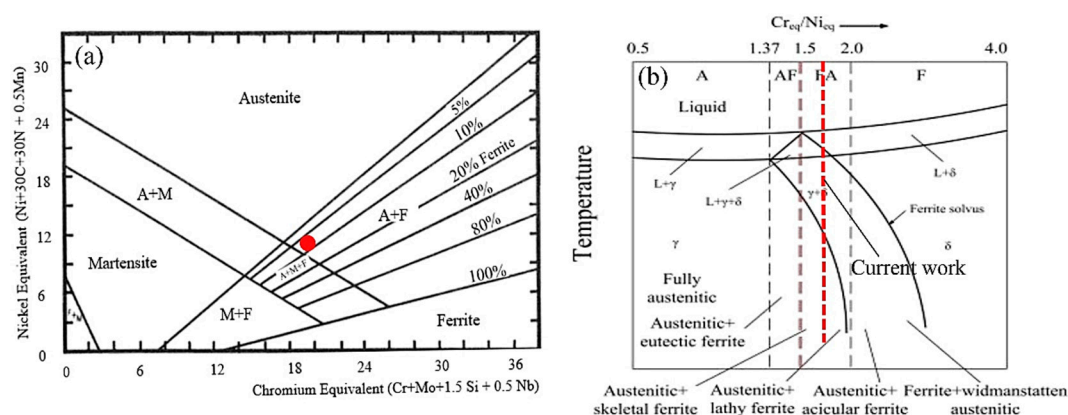 (a)
Nickel Equivalent (Ni+30C+30N + 0.5Mn)
30
24
18
12
6
0
Austenite
5%
10%
20% Ferrite
40%
80%
100%
A+M
A+F
A+M+F
Martensite
M+F
Ferrite
0 6 12 18 24 30 36
Chromium Equivalent (Cr+Mo+1.5 Si + 0.5 Nb)
(b)
Creq/Nieq
0.5 1.37 1.5 2.0 4.0
A AF FA F
Liquid
Temperature
L+γ
L+γ+δ
L+δ
Ferrite solvus
γ
δ
Current work
Fully
austenitic
Austenitic+
eutectic ferrite
Austenitic+
skeletal ferrite
Austenitic+
lathy ferrite
Austenitic+
acicular ferrite
Ferrite+widmanstatten
austenitic